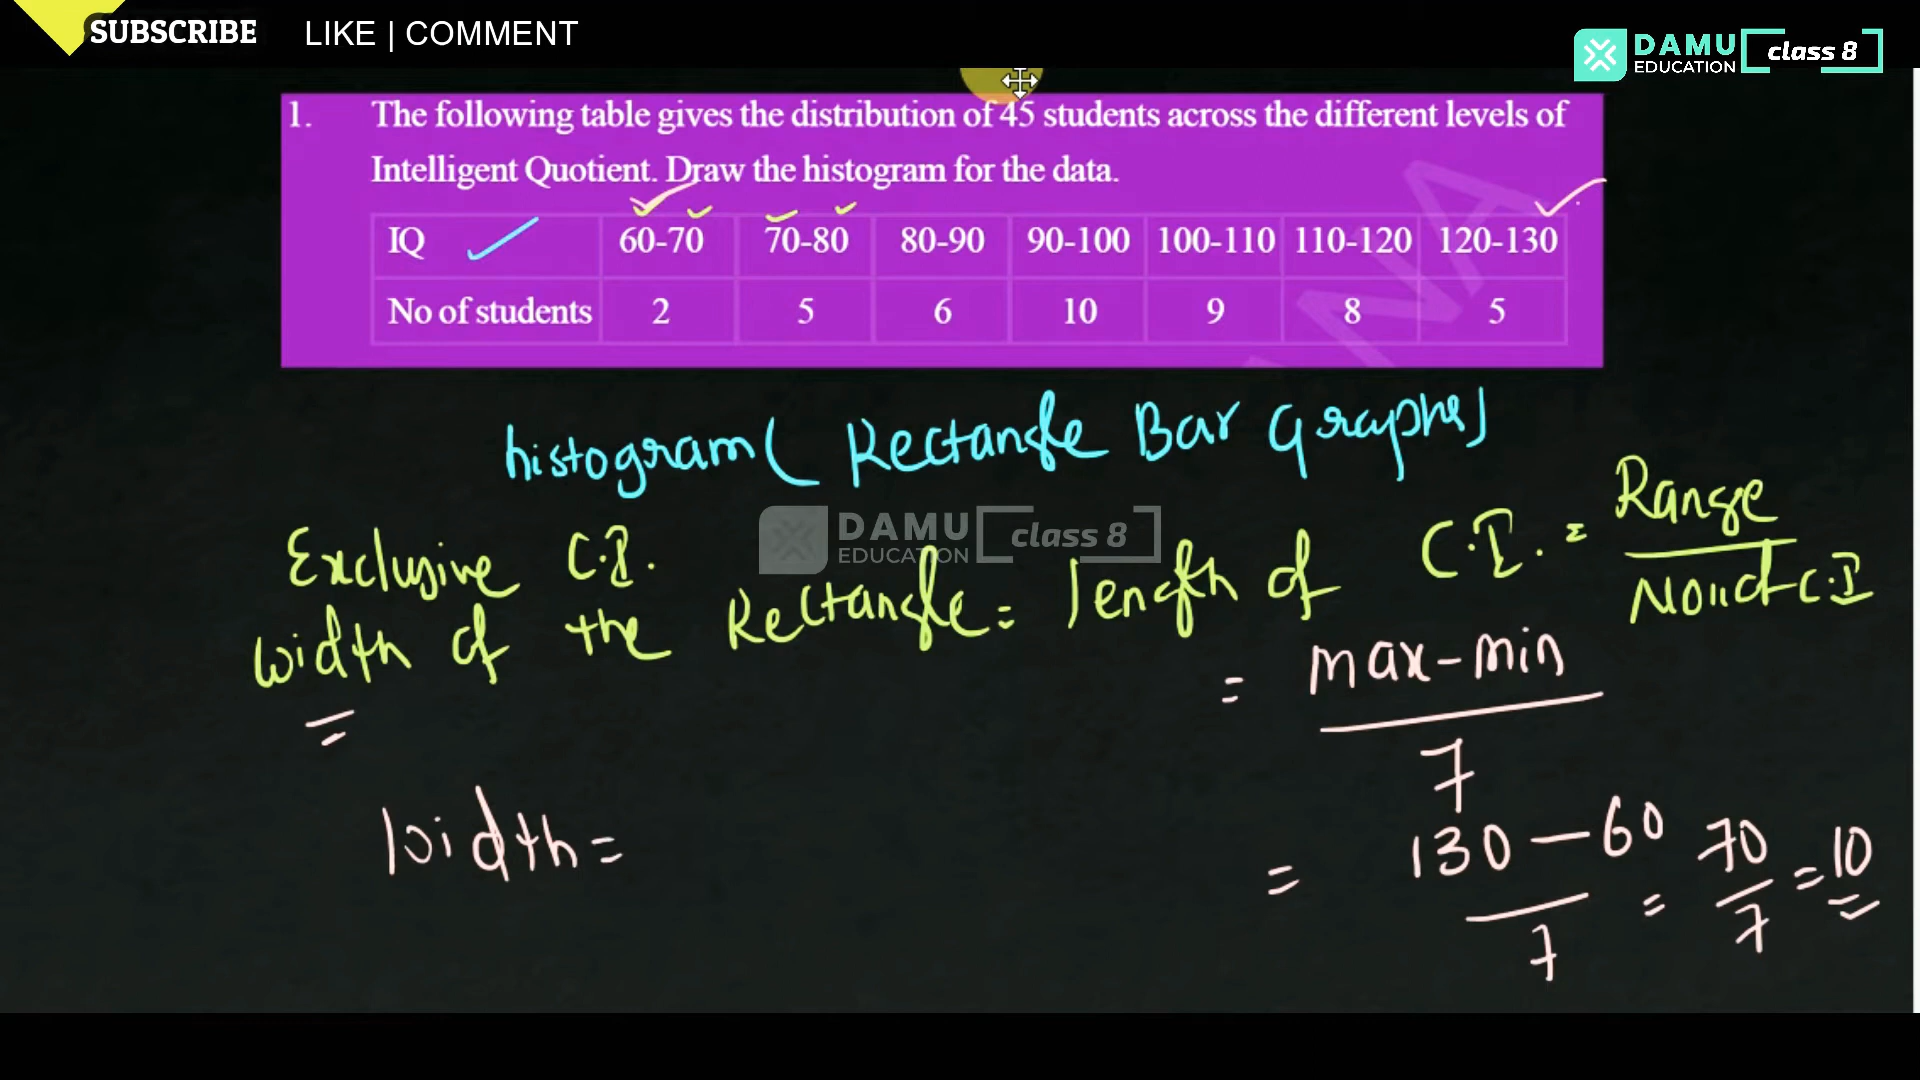 SUBSCRIBE LIKE | COMMENT
DAMU EDUCATION class 8
1. The following table gives the distribution of 45 students across the different levels of
Intelligent Quotient. Draw the histogram for the data.
IQ 60-70 70-80 80-90 90-100 100-110 110-120 120-130
No of students 2 5 6 10 9 8 5
histogram ( Rectangle Bar Graphs)
Exclusive C.I.
DAMU EDUCATION class 8
width of the Rectangle = length of C.I. = Range / No. of C.I
= max - min / 7
width =
= 130 - 60 / 7 = 70 / 7 = 10